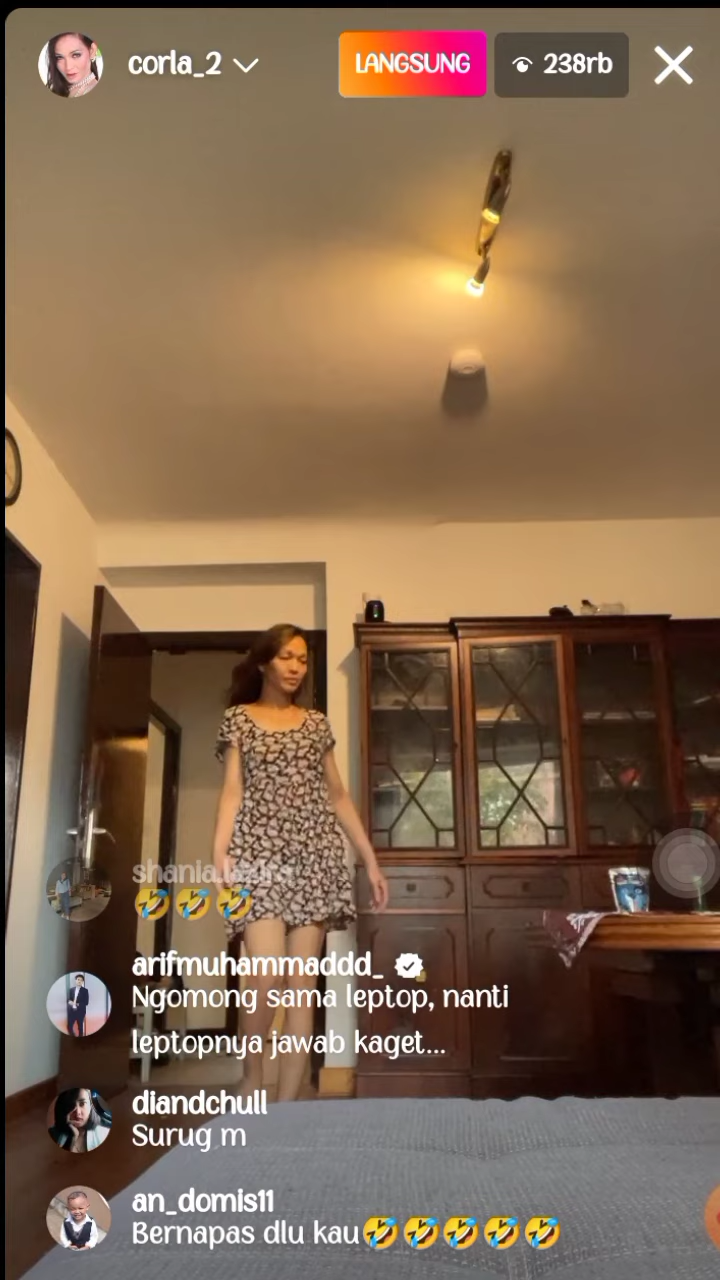 corla_2
LANGSUNG
238rb
arifmuhammaddd_
Ngomong sama leptop, nanti
leptopnya jawab kaget...
diandchull
Surug m
an_domis11
Bernapas dlu kau🤣🤣🤣🤣🤣